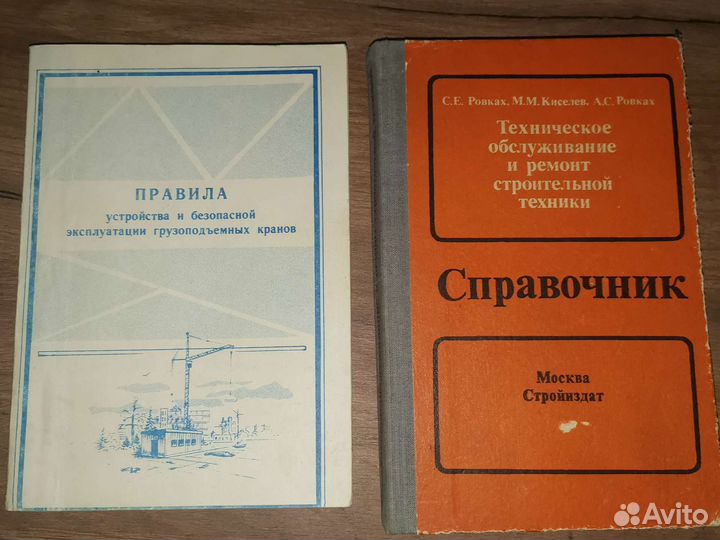 ПРАВИЛА
устройства и безопасной
эксплуатации грузоподъемных кранов
С.Е. Ровках, М.М. Киселев, А.С. Ровках
Техническое
обслуживание
и ремонт
строительной
техники
Справочник
Москва
Стройиздат
Avito